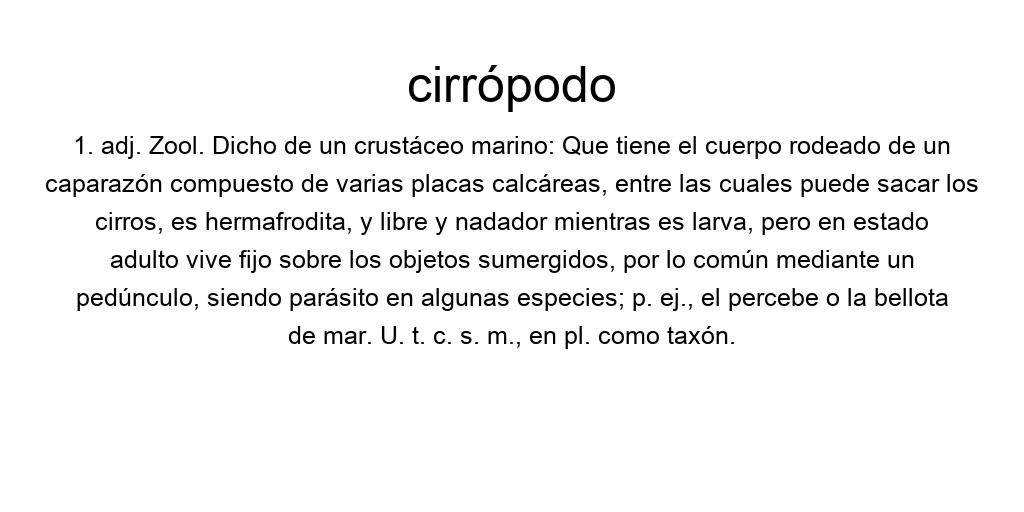 cirrópodo
1. adj. Zool. Dicho de un crustáceo marino: Que tiene el cuerpo rodeado de un
caparazón compuesto de varias placas calcáreas, entre las cuales puede sacar los
cirros, es hermafrodita, y libre y nadador mientras es larva, pero en estado
adulto vive fijo sobre los objetos sumergidos, por lo común mediante un
pedúnculo, siendo parásito en algunas especies; p. ej., el percebe o la bellota
de mar. U. t. c. s. m., en pl. como taxón.